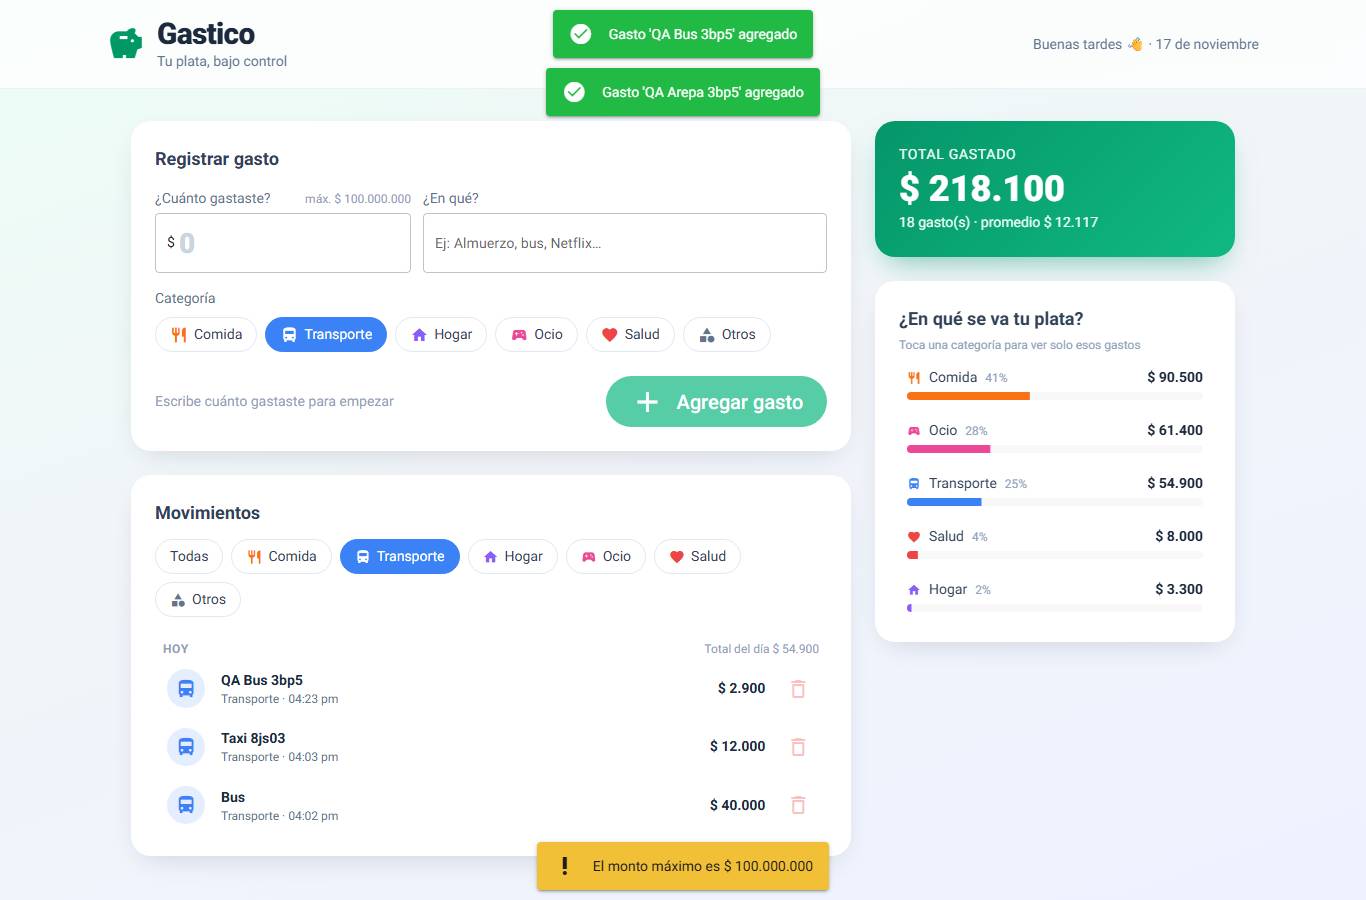 Gastico
Tu plata, bajo control
Gasto 'QA Bus 3bp5' agregado
Gasto 'QA Arepa 3bp5' agregado
Buenas tardes 👋 · 17 de noviembre
Registrar gasto
¿Cuánto gastaste? máx. $ 100.000.000 ¿En qué?
$ 0 Ej: Almuerzo, bus, Netflix...
Categoría
Comida Transporte Hogar Ocio Salud Otros
Escribe cuánto gastaste para empezar
Agregar gasto
Movimientos
Todas Comida Transporte Hogar Ocio Salud
Otros
HOY Total del día $ 54.900
QA Bus 3bp5
Transporte · 04:23 pm
$ 2.900
Taxi 8js03
Transporte · 04:03 pm
$ 12.000
Bus
Transporte · 04:02 pm
$ 40.000
TOTAL GASTADO
$ 218.100
18 gasto(s) · promedio $ 12.117
¿En qué se va tu plata?
Toca una categoría para ver solo esos gastos
Comida 41% $ 90.500
Ocio 28% $ 61.400
Transporte 25% $ 54.900
Salud 4% $ 8.000
Hogar 2% $ 3.300
El monto máximo es $ 100.000.000